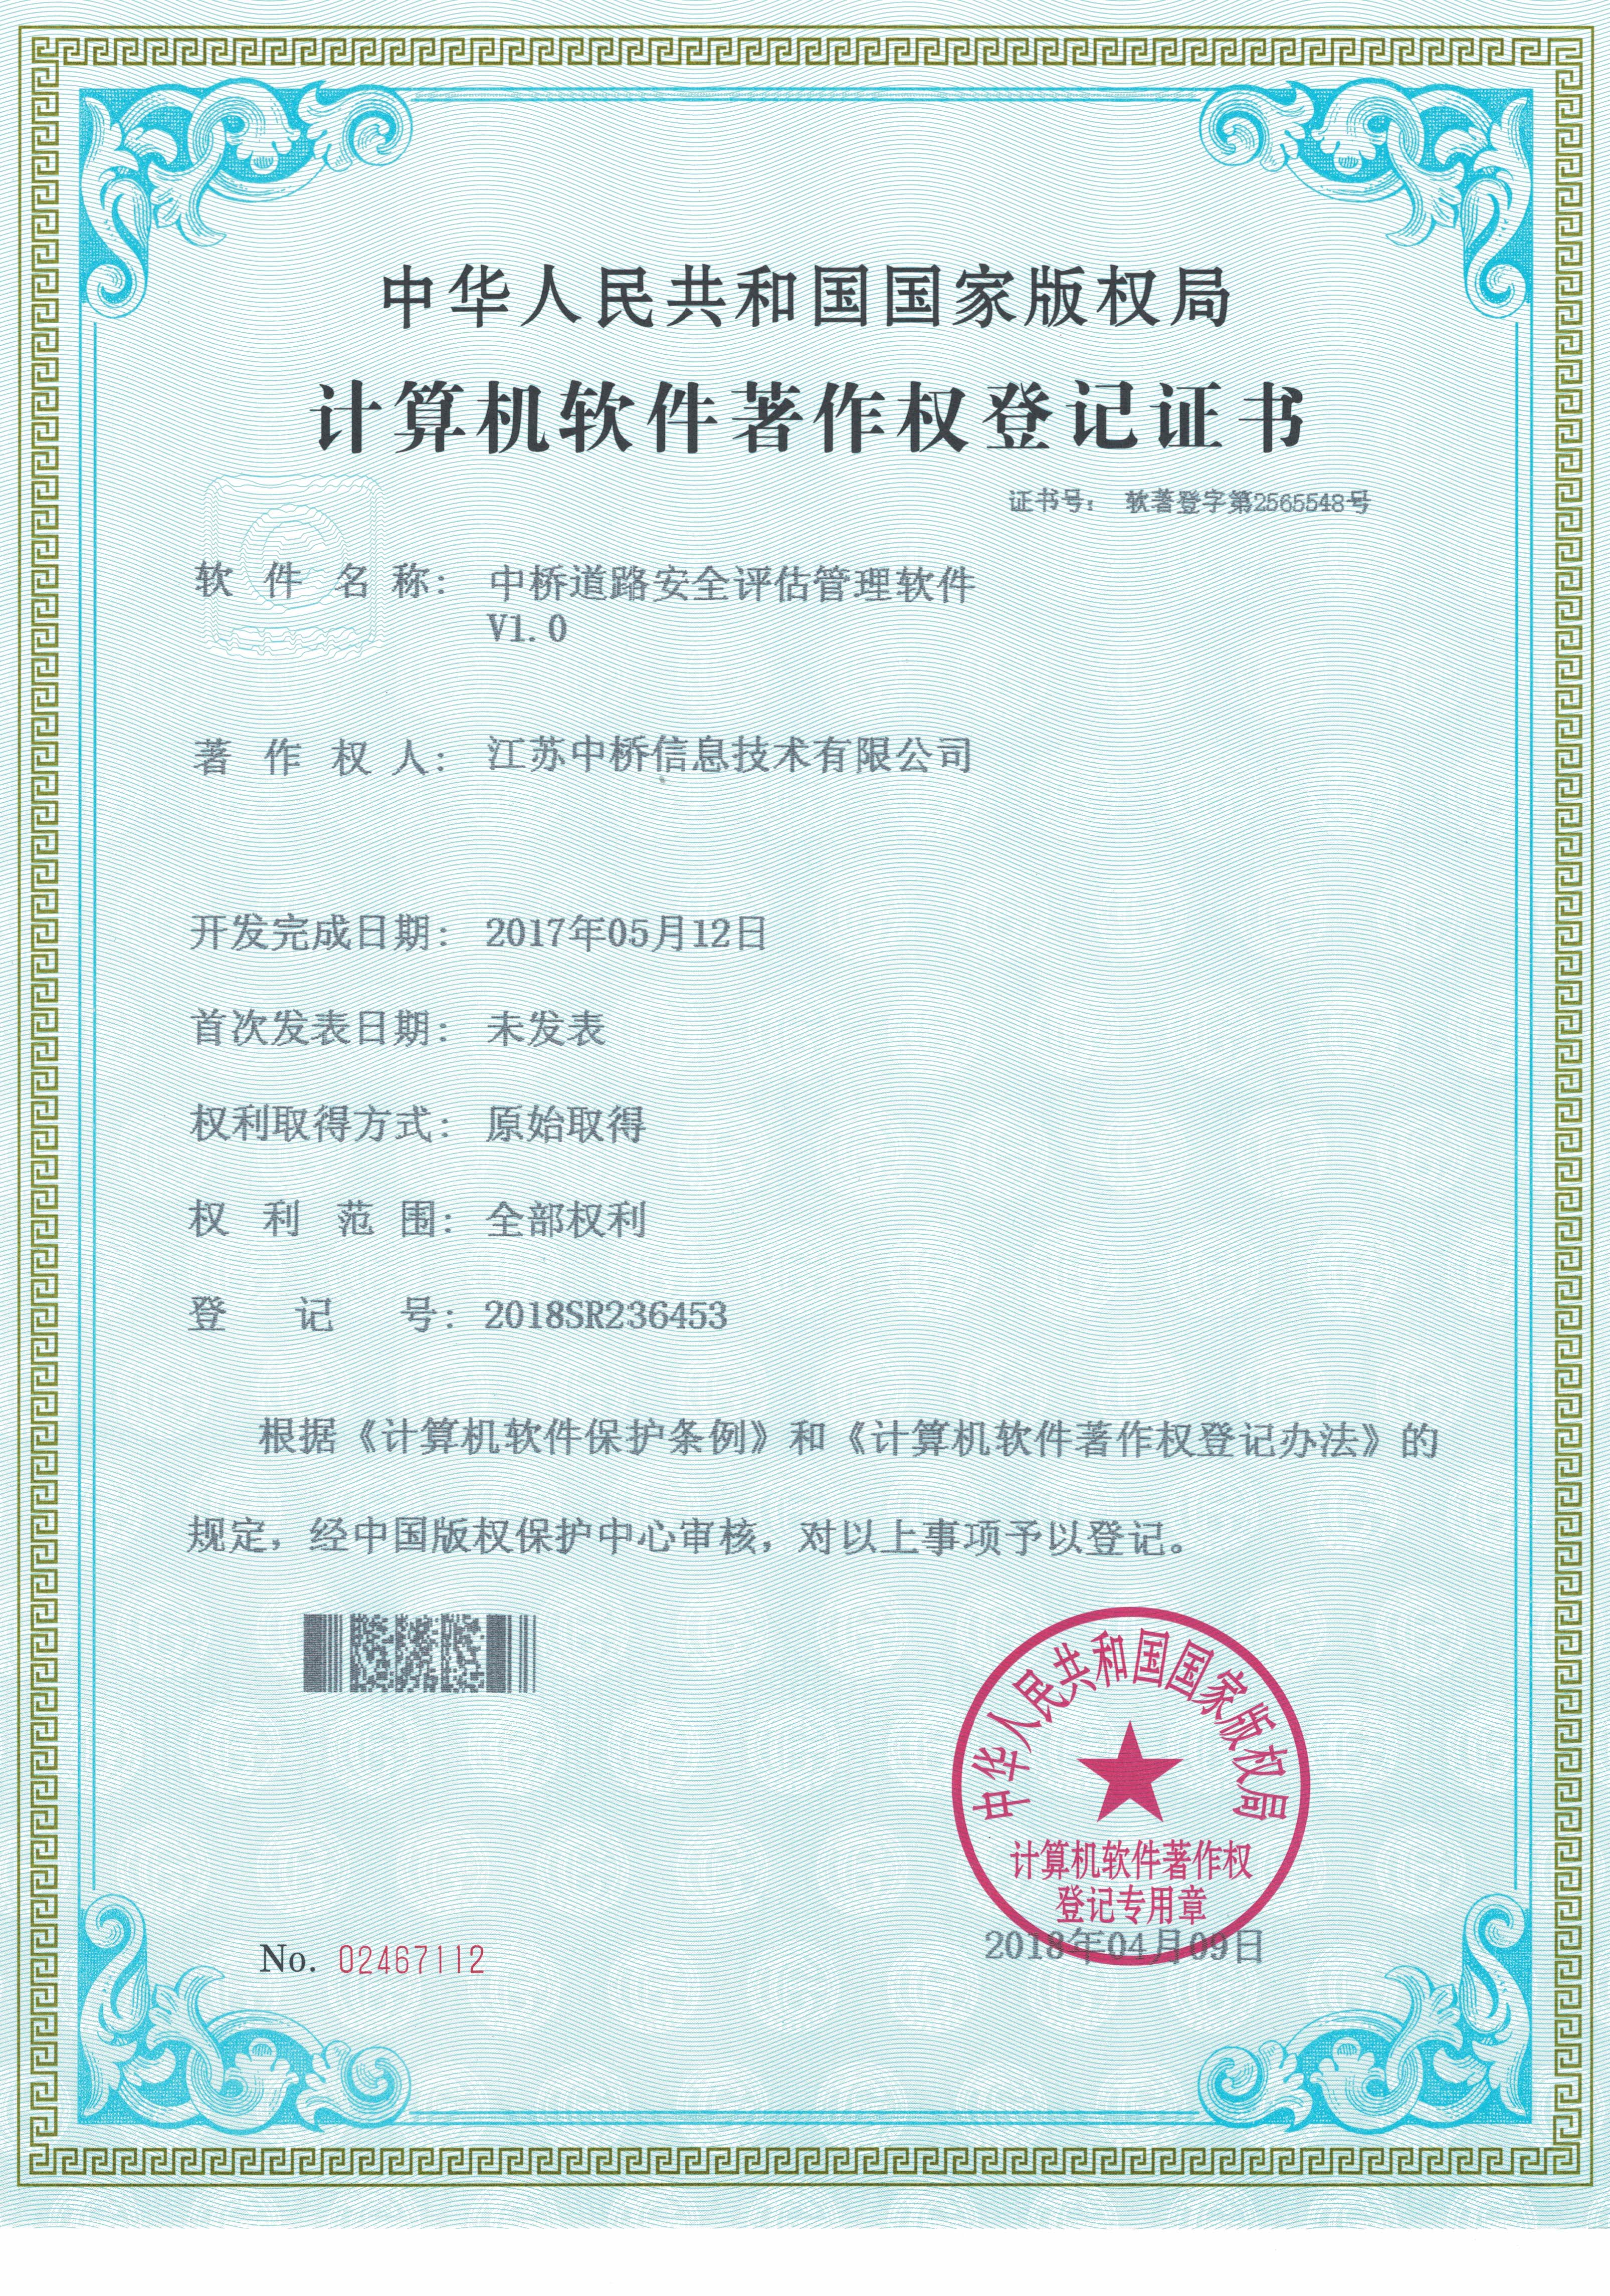 中华人民共和国国家版权局
计算机软件著作权登记证书
证书号： 软著登字第2565548号
软件名称： 中桥道路安全评估管理软件
V1.0
著作权人： 江苏中桥信息技术有限公司
开发完成日期： 2017年05月12日
首次发表日期： 未发表
权利取得方式： 原始取得
权利范围： 全部权利
登记号： 2018SR236453
根据《计算机软件保护条例》和《计算机软件著作权登记办法》的
规定，经中国版权保护中心审核，对以上事项予以登记。
中华人民共和国国家版权局
计算机软件著作权
登记专用章
2018年04月09日
No. 02467112